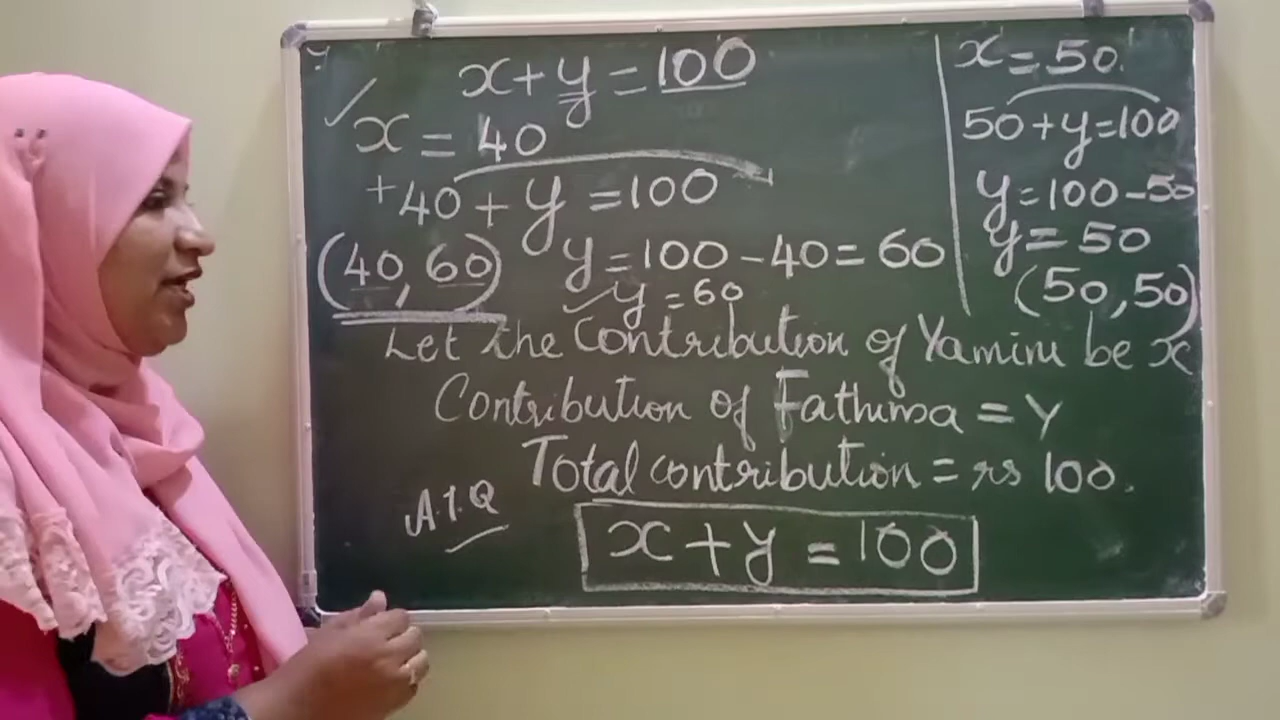 x + y = 100
x = 40
+40 + y = 100
y = 100 - 40 = 60
(40, 60)
y = 60
x = 50
50 + y = 100
y = 100 - 50
y = 50
(50, 50)
Let the Contribution of Yamini be x
Contribution of Fathima = Y
Total contribution = rs 100.
A.I.Q
x + y = 100